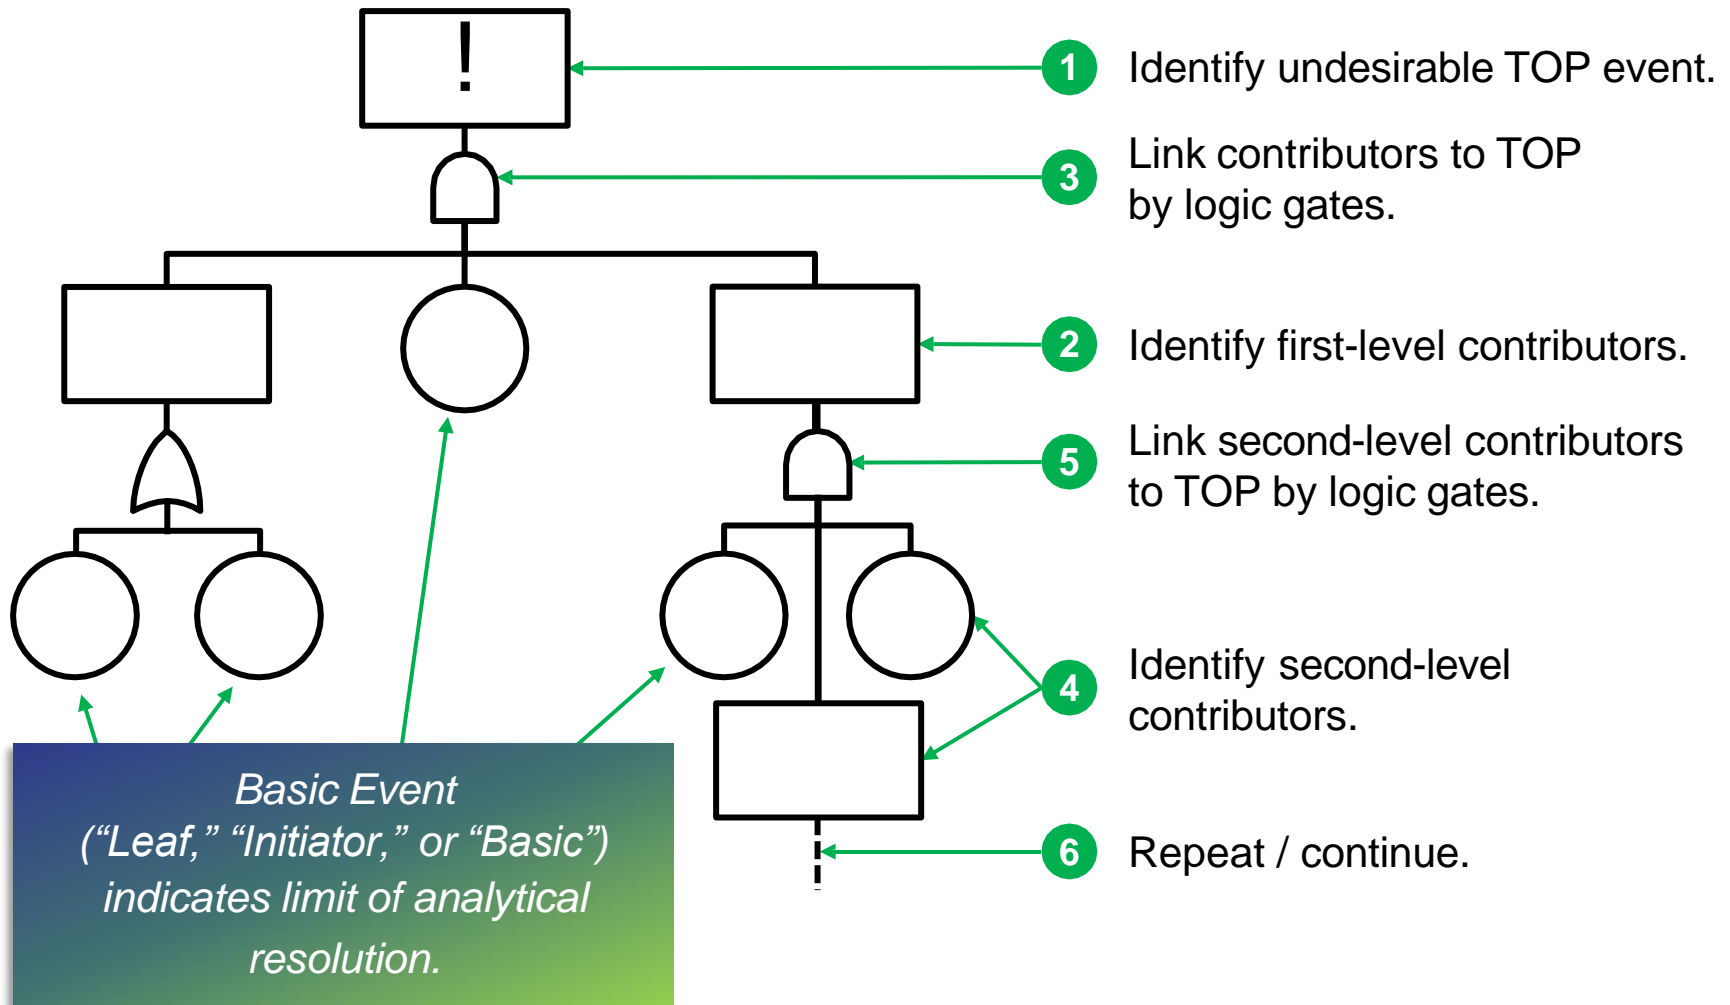 !
1 Identify undesirable TOP event.
3 Link contributors to TOP
by logic gates.
2 Identify first-level contributors.
5 Link second-level contributors
to TOP by logic gates.
4 Identify second-level
contributors.
6 Repeat / continue.
Basic Event
(“Leaf,” “Initiator,” or “Basic”)
indicates limit of analytical
resolution.